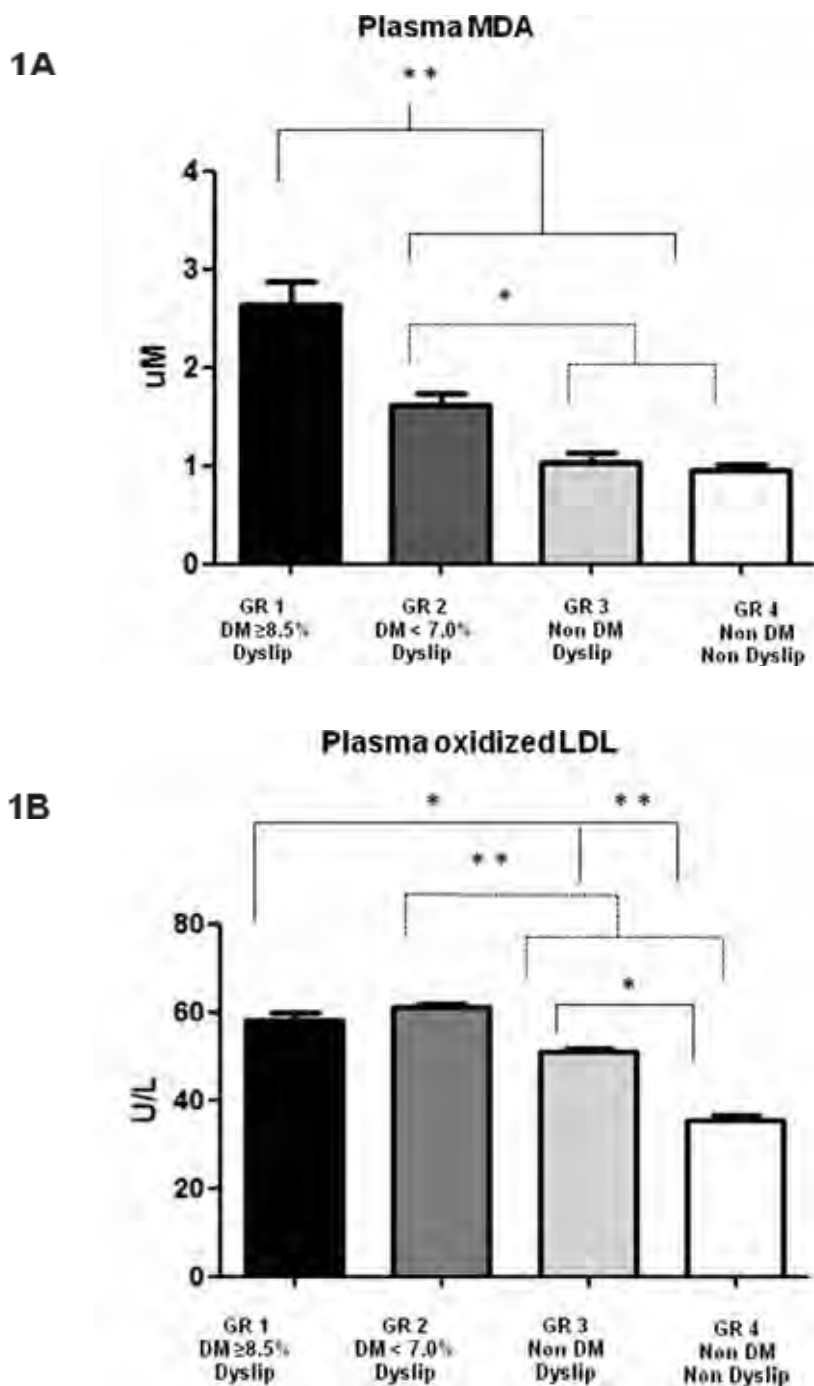 Plasma MDA
1A
* *
4
3
*
2
uM
1
0
GR 1
DM ≥8.5%
Dyslip
GR 2
DM < 7.0%
Dyslip
GR 3
Non DM
Dyslip
GR 4
Non DM
Non Dyslip
Plasma oxidized LDL
1B
* * *
* *
80
*
60
U/L
40
20
0
GR 1
DM ≥8.5%
Dyslip
GR 2
DM < 7.0%
Dyslip
GR 3
Non DM
Dyslip
GR 4
Non DM
Non Dyslip